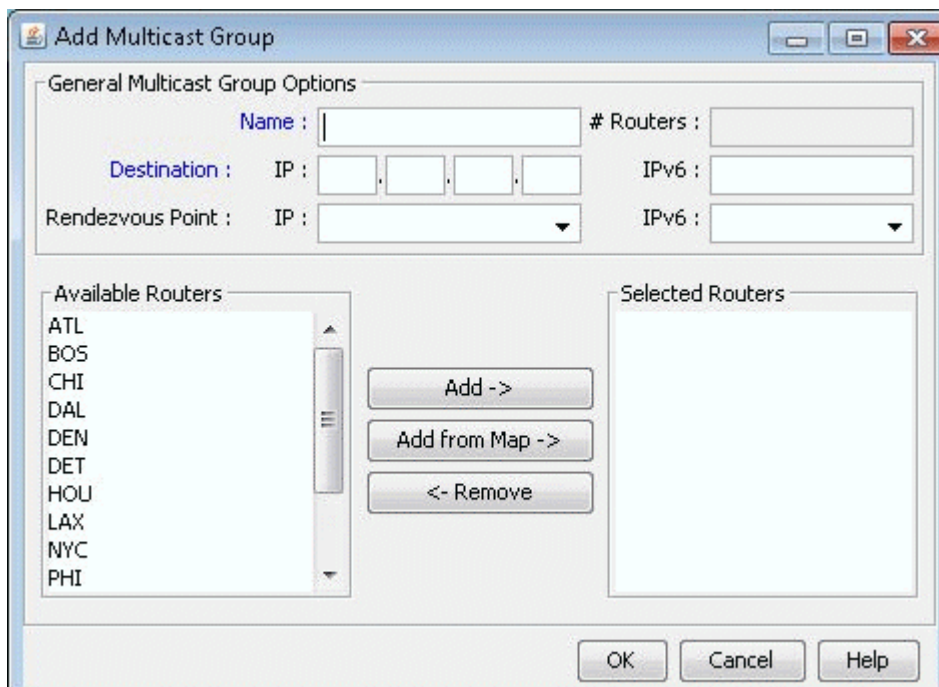 Add Multicast Group
General Multicast Group Options
Name : # Routers :
Destination : IP : . . . IPv6 :
Rendezvous Point : IP : IPv6 :
Available Routers
ATL
BOS
CHI
DAL
DEN
DET
HOU
LAX
NYC
PHI
Add ->
Add from Map ->
<- Remove
Selected Routers
OK Cancel Help